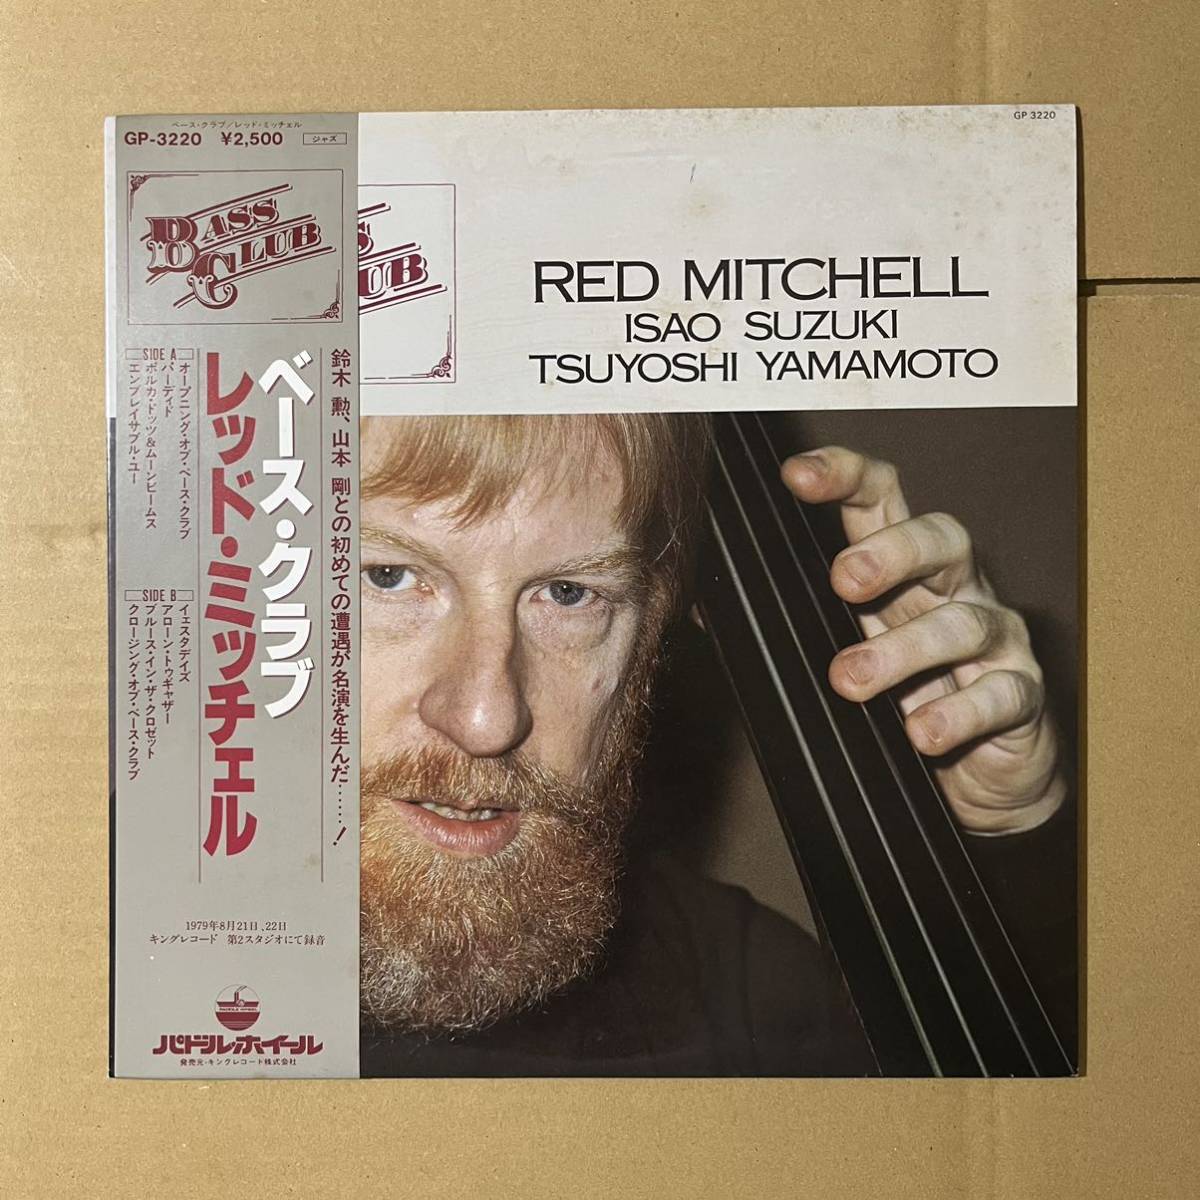 ベース・クラブ/レッド・ミッチェル
GP-3220 ¥2,500 ジャズ
BASS
CLUB
鈴木 勲、山本 剛との初めての遭遇が名演を生んだ……!
ベース・クラブ
レッド・ミッチェル
SIDE A
オープニング・オブ・ベース・クラブ
バーディド
ポルカ・ドッツ&ムーンビームス
エンブレイサブル・ユー
SIDE B
イェスタデイズ
アローン・トゥギャザー
ブルース・イン・ザ・クロゼット
クロージング・オブ・ベース・クラブ
1979年8月21日、22日
キングレコード 第2スタジオにて録音
PADDLE WHEEL
パドル・ホイール
発売元・キングレコード株式会社
GP 3220
S
UB
RED MITCHELL
ISAO SUZUKI
TSUYOSHI YAMAMOTO